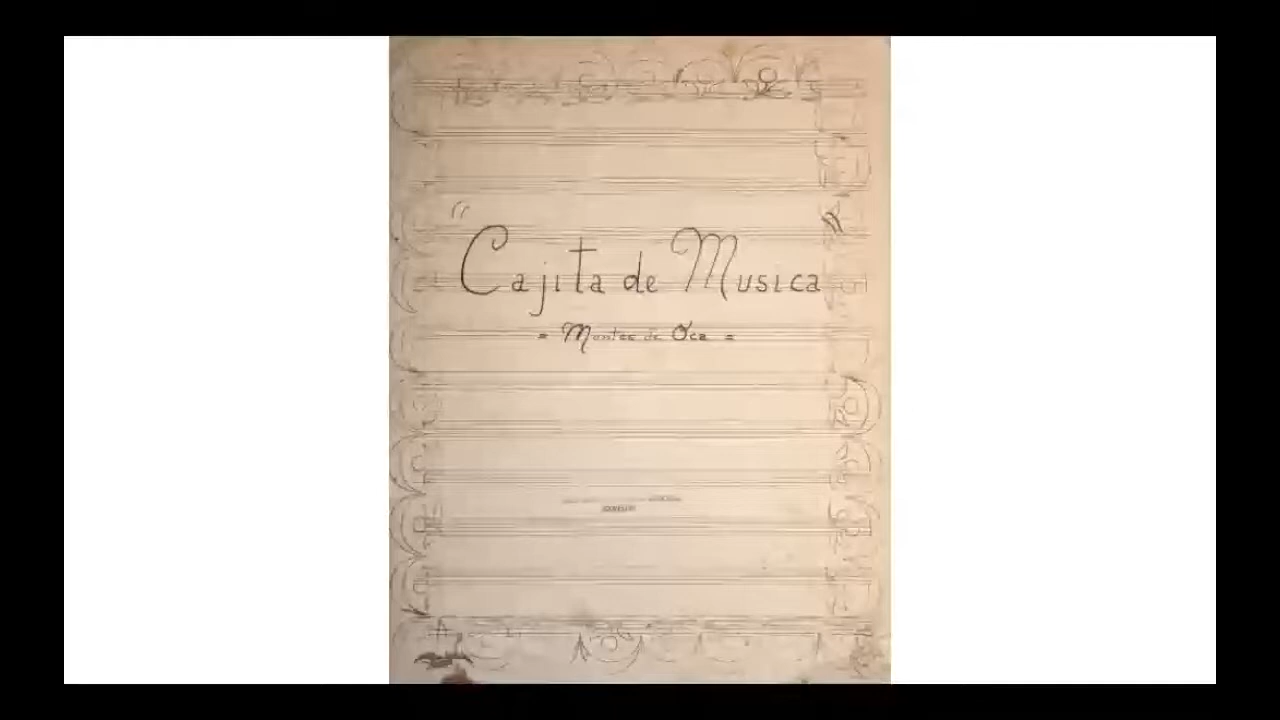 "Cajita de Musica
= Montes de Oca =